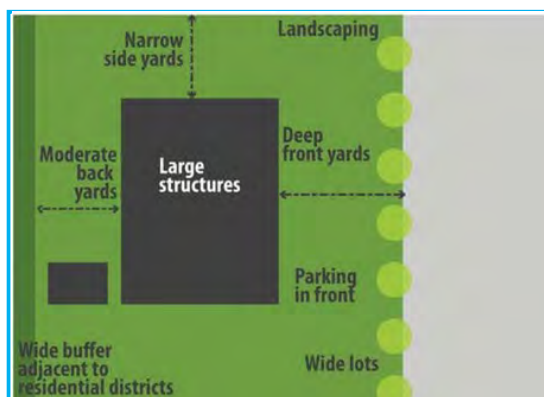 Landscaping
Narrow
side yards
Deep
front yards
Moderate
back
yards
Large
structures
Parking
in front
Wide buffer
adjacent to
residential districts
Wide lots